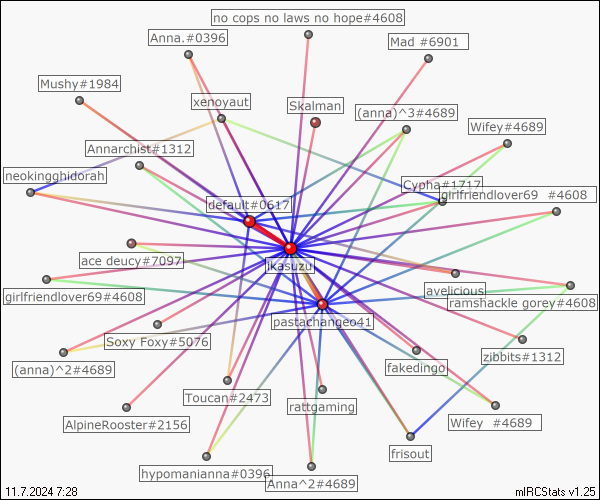 no cops no laws no hope#4608
Anna.#0396
Mad #6901
Mushy#1984
xenoyaut
Skalman
(anna)^3#4689
Wifey#4689
Annarchist#1312
neokingghidorah
Cypha#1717
girlfriendlover69 #4608
default#0617
ace deucy#7097
ikasuzu
avelicious
girlfriendlover69#4608
ramshackle gorey#4608
pastachangeo41
Soxy Foxy#5076
zibbits#1312
(anna)^2#4689
fakedingo
Toucan#2473
rattgaming
AlpineRooster#2156
Wifey #4689
frisout
hypomanianna#0396
Anna^2#4689
11.7.2024 7:28
mIRCStats v1.25